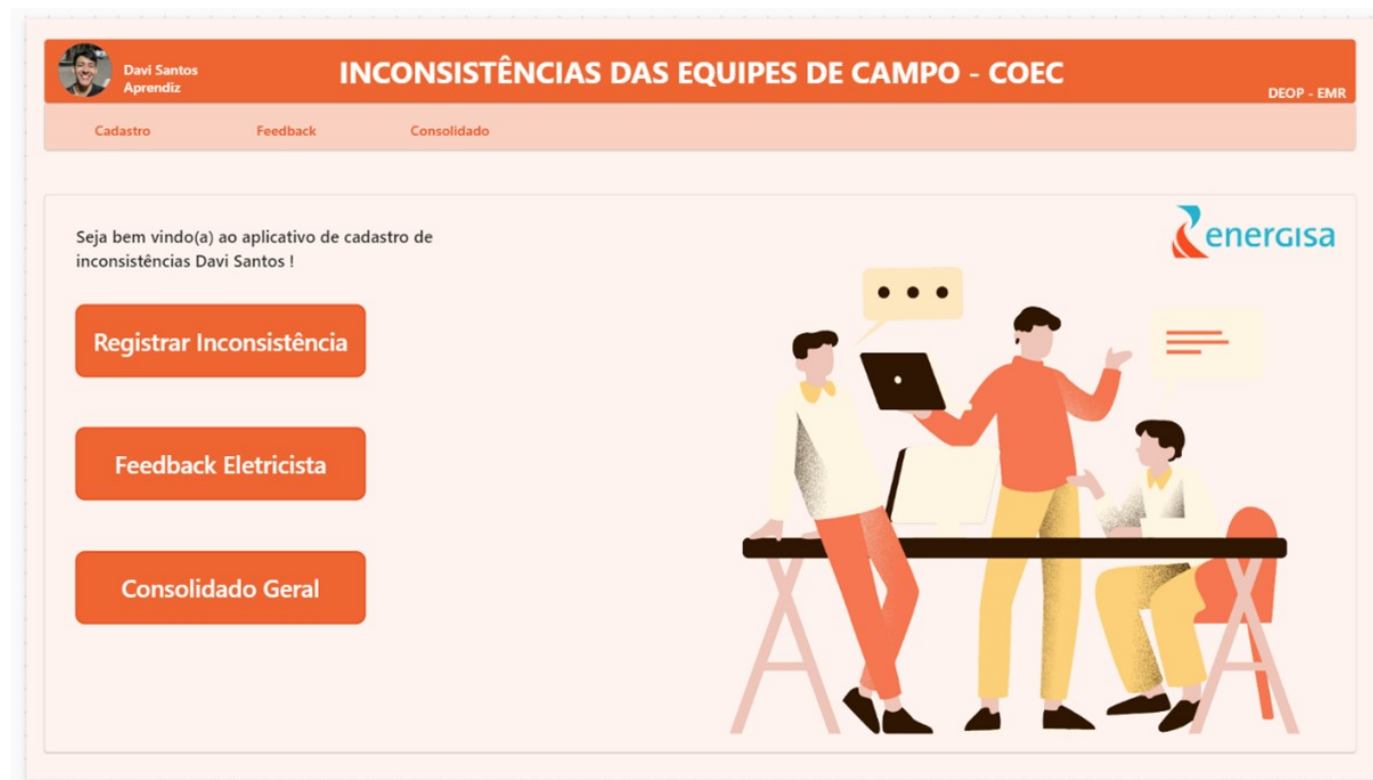 Davi Santos
Aprendiz
INCONSISTÊNCIAS DAS EQUIPES DE CAMPO - COEC
DEOP - EMR
Cadastro Feedback Consolidado
Seja bem vindo(a) ao aplicativo de cadastro de
inconsistências Davi Santos !
energisa
Registrar Inconsistência
Feedback Eletricista
Consolidado Geral